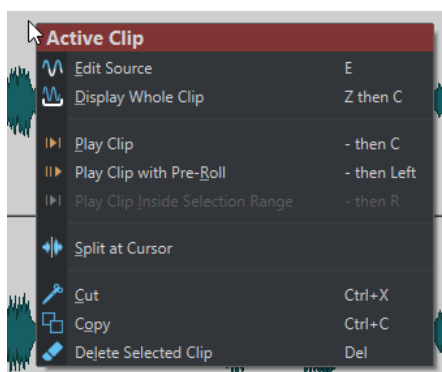 Active Clip
Edit Source E
Display Whole Clip Z then C
Play Clip - then C
Play Clip with Pre-Roll - then Left
Play Clip Inside Selection Range - then R
Split at Cursor
Cut Ctrl+X
Copy Ctrl+C
Delete Selected Clip Del